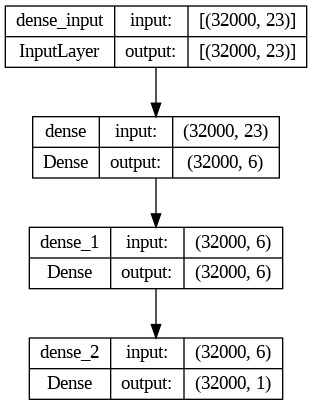 dense_input input: [(32000, 23)]
InputLayer output: [(32000, 23)]
dense input: (32000, 23)
Dense output: (32000, 6)
dense_1 input: (32000, 6)
Dense output: (32000, 6)
dense_2 input: (32000, 6)
Dense output: (32000, 1)